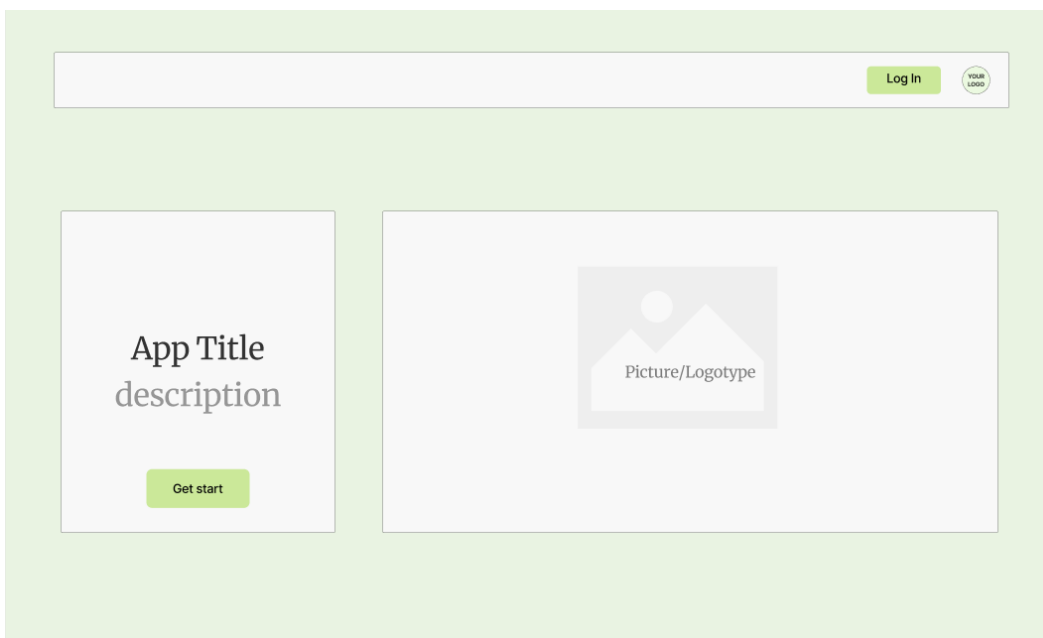 Log In
YOUR
LOGO
App Title
description
Get start
Picture/Logotype